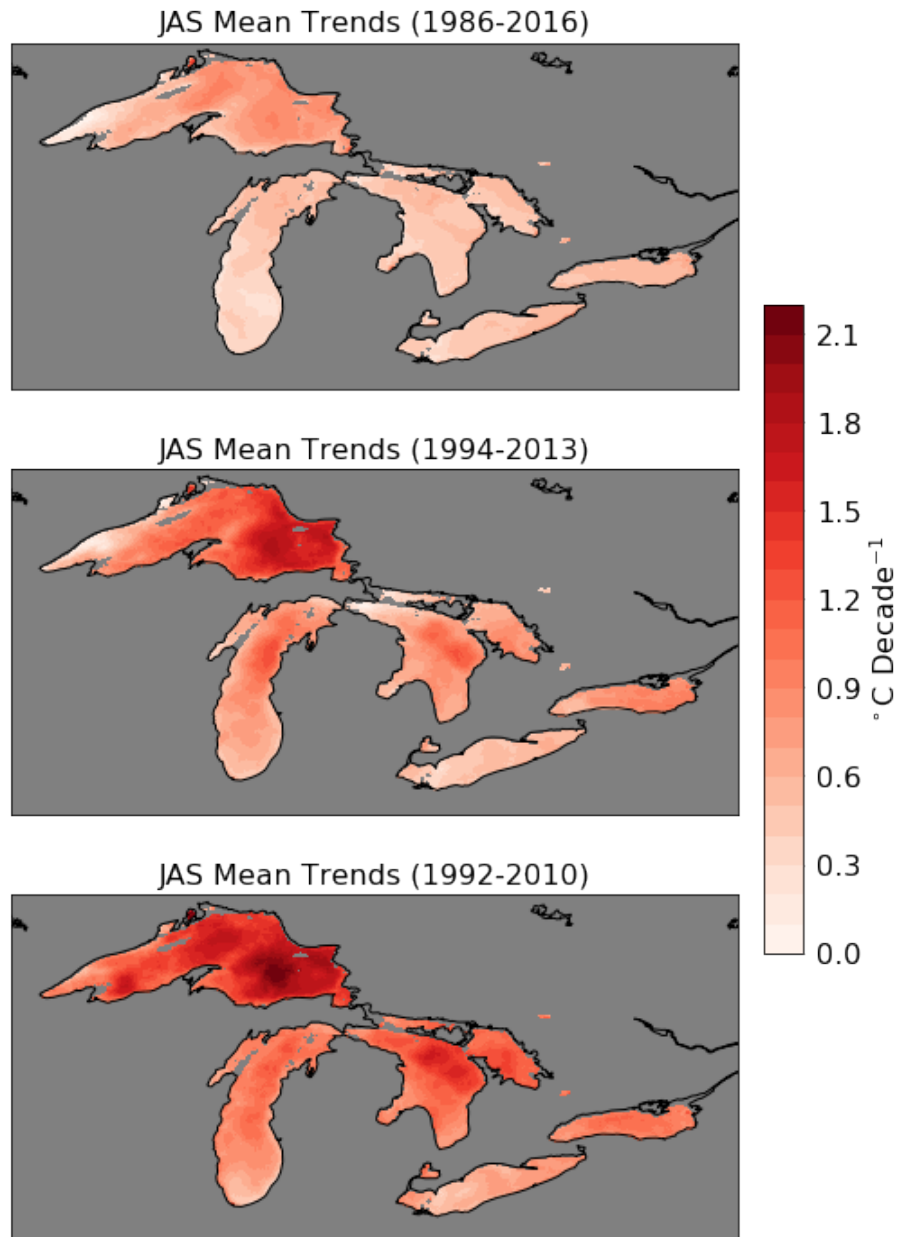 JAS Mean Trends (1986-2016)
JAS Mean Trends (1994-2013)
JAS Mean Trends (1992-2010)
2.1
1.8
1.5
1.2
0.9
0.6
0.3
0.0
°C Decade⁻¹